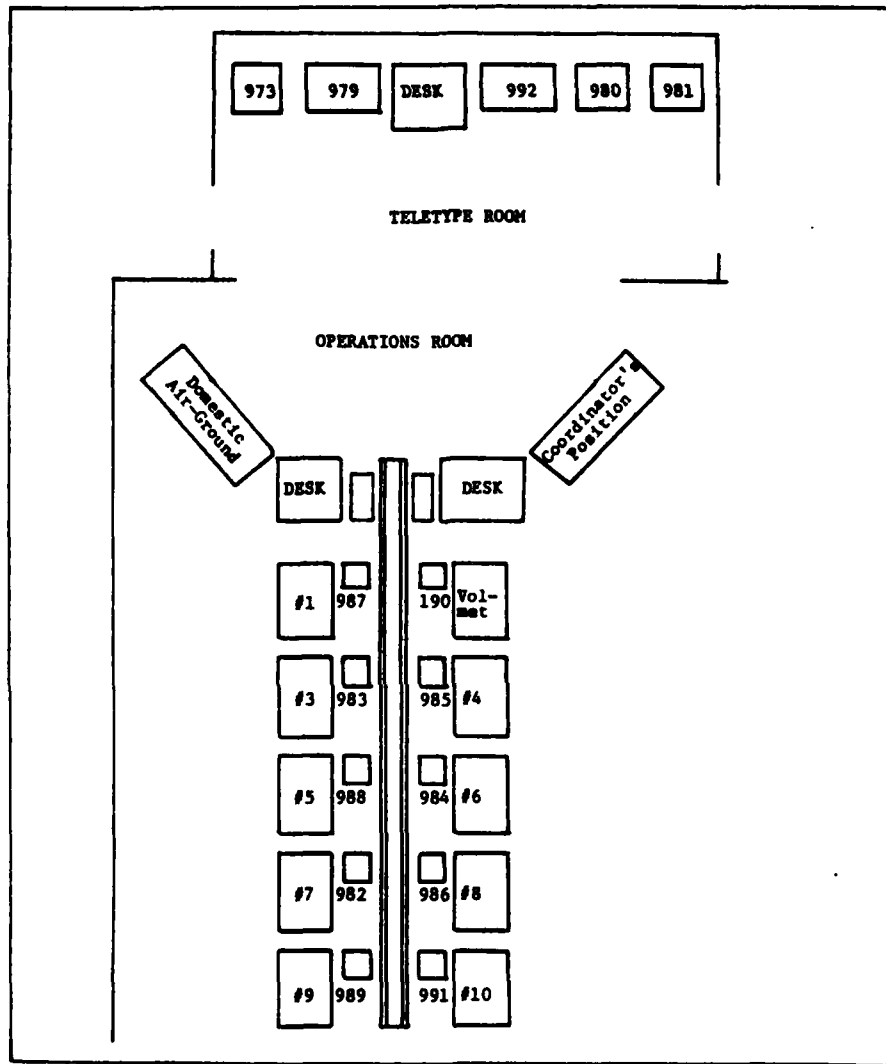 973 979 DESK 992 980 981
TELETYPE ROOM
OPERATIONS ROOM
Domestic
Air-Ground
Coordinator's
Position
DESK DESK
#1 987 190 Vol-
met
#3 983 985 #4
#5 988 984 #6
#7 982 986 #8
#9 989 991 #10